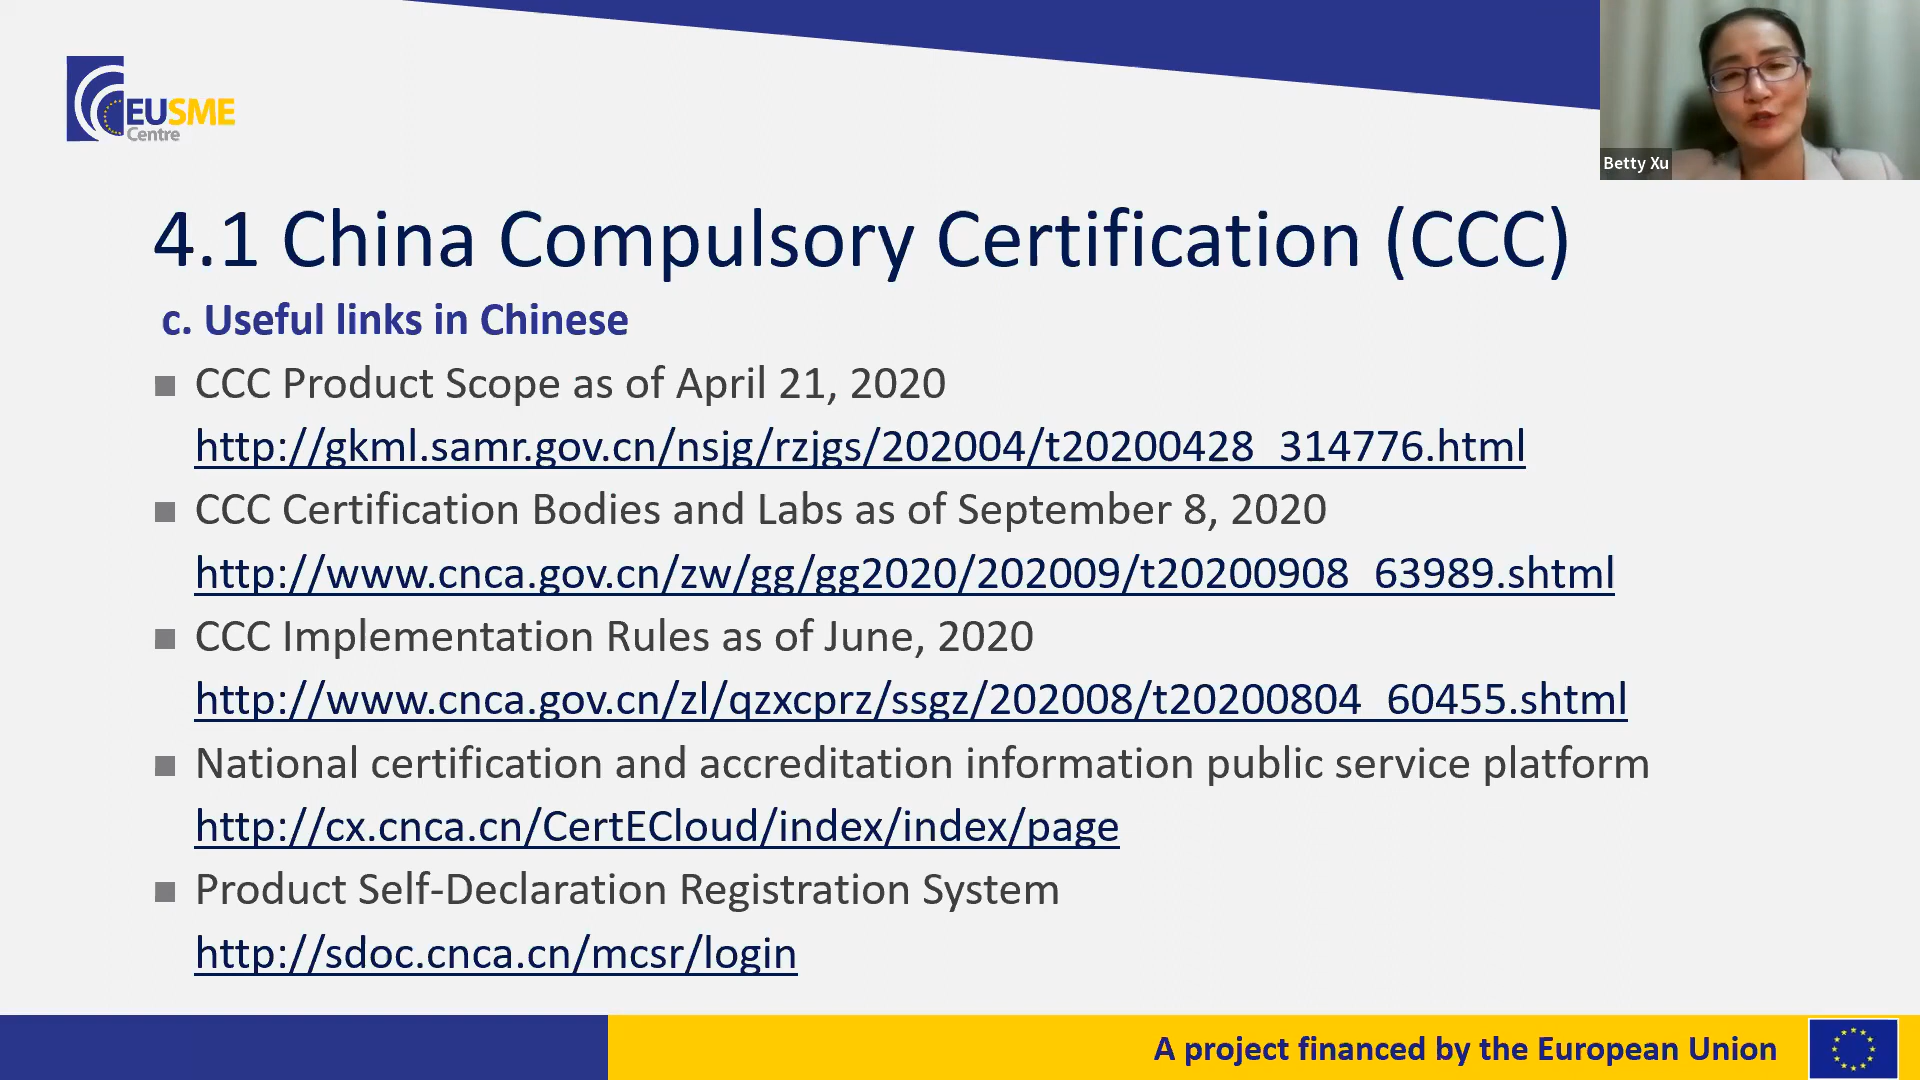 EUSME
Centre
Betty Xu
4.1 China Compulsory Certification (CCC)
c. Useful links in Chinese
CCC Product Scope as of April 21, 2020
http://gkml.samr.gov.cn/nsjg/rzjgs/202004/t20200428_314776.html
CCC Certification Bodies and Labs as of September 8, 2020
http://www.cnca.gov.cn/zw/gg/gg2020/202009/t20200908_63989.shtml
CCC Implementation Rules as of June, 2020
http://www.cnca.gov.cn/zl/qzxcprz/ssgz/202008/t20200804_60455.shtml
National certification and accreditation information public service platform
http://cx.cnca.cn/CertECloud/index/index/page
Product Self-Declaration Registration System
http://sdoc.cnca.cn/mcsr/login
A project financed by the European Union